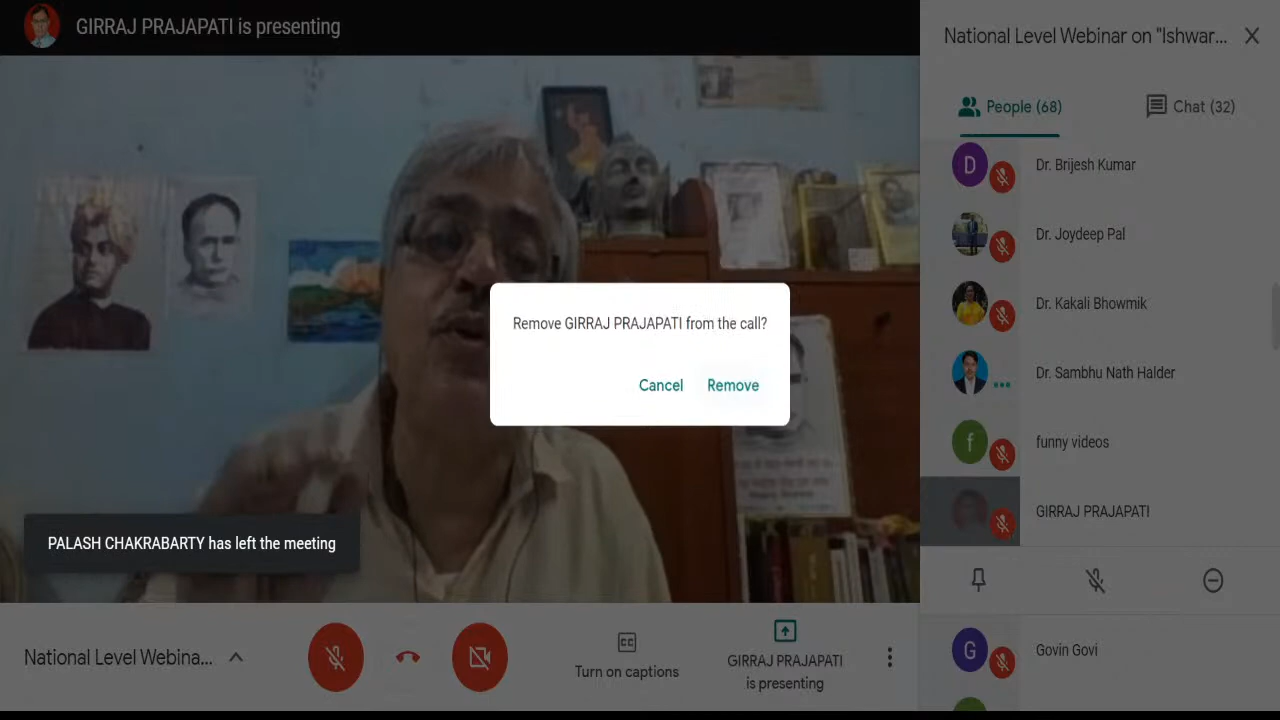 GIRRAJ PRAJAPATI is presenting
National Level Webinar on "Ishwar...
People (68)
Chat (32)
D
Dr. Brijesh Kumar
Dr. Joydeep Pal
Dr. Kakali Bhowmik
Dr. Sambhu Nath Halder
f
funny videos
GIRRAJ PRAJAPATI
G
Govin Govi
Remove GIRRAJ PRAJAPATI from the call?
Cancel
Remove
PALASH CHAKRABARTY has left the meeting
National Level Webina...
CC
Turn on captions
GIRRAJ PRAJAPATI
is presenting